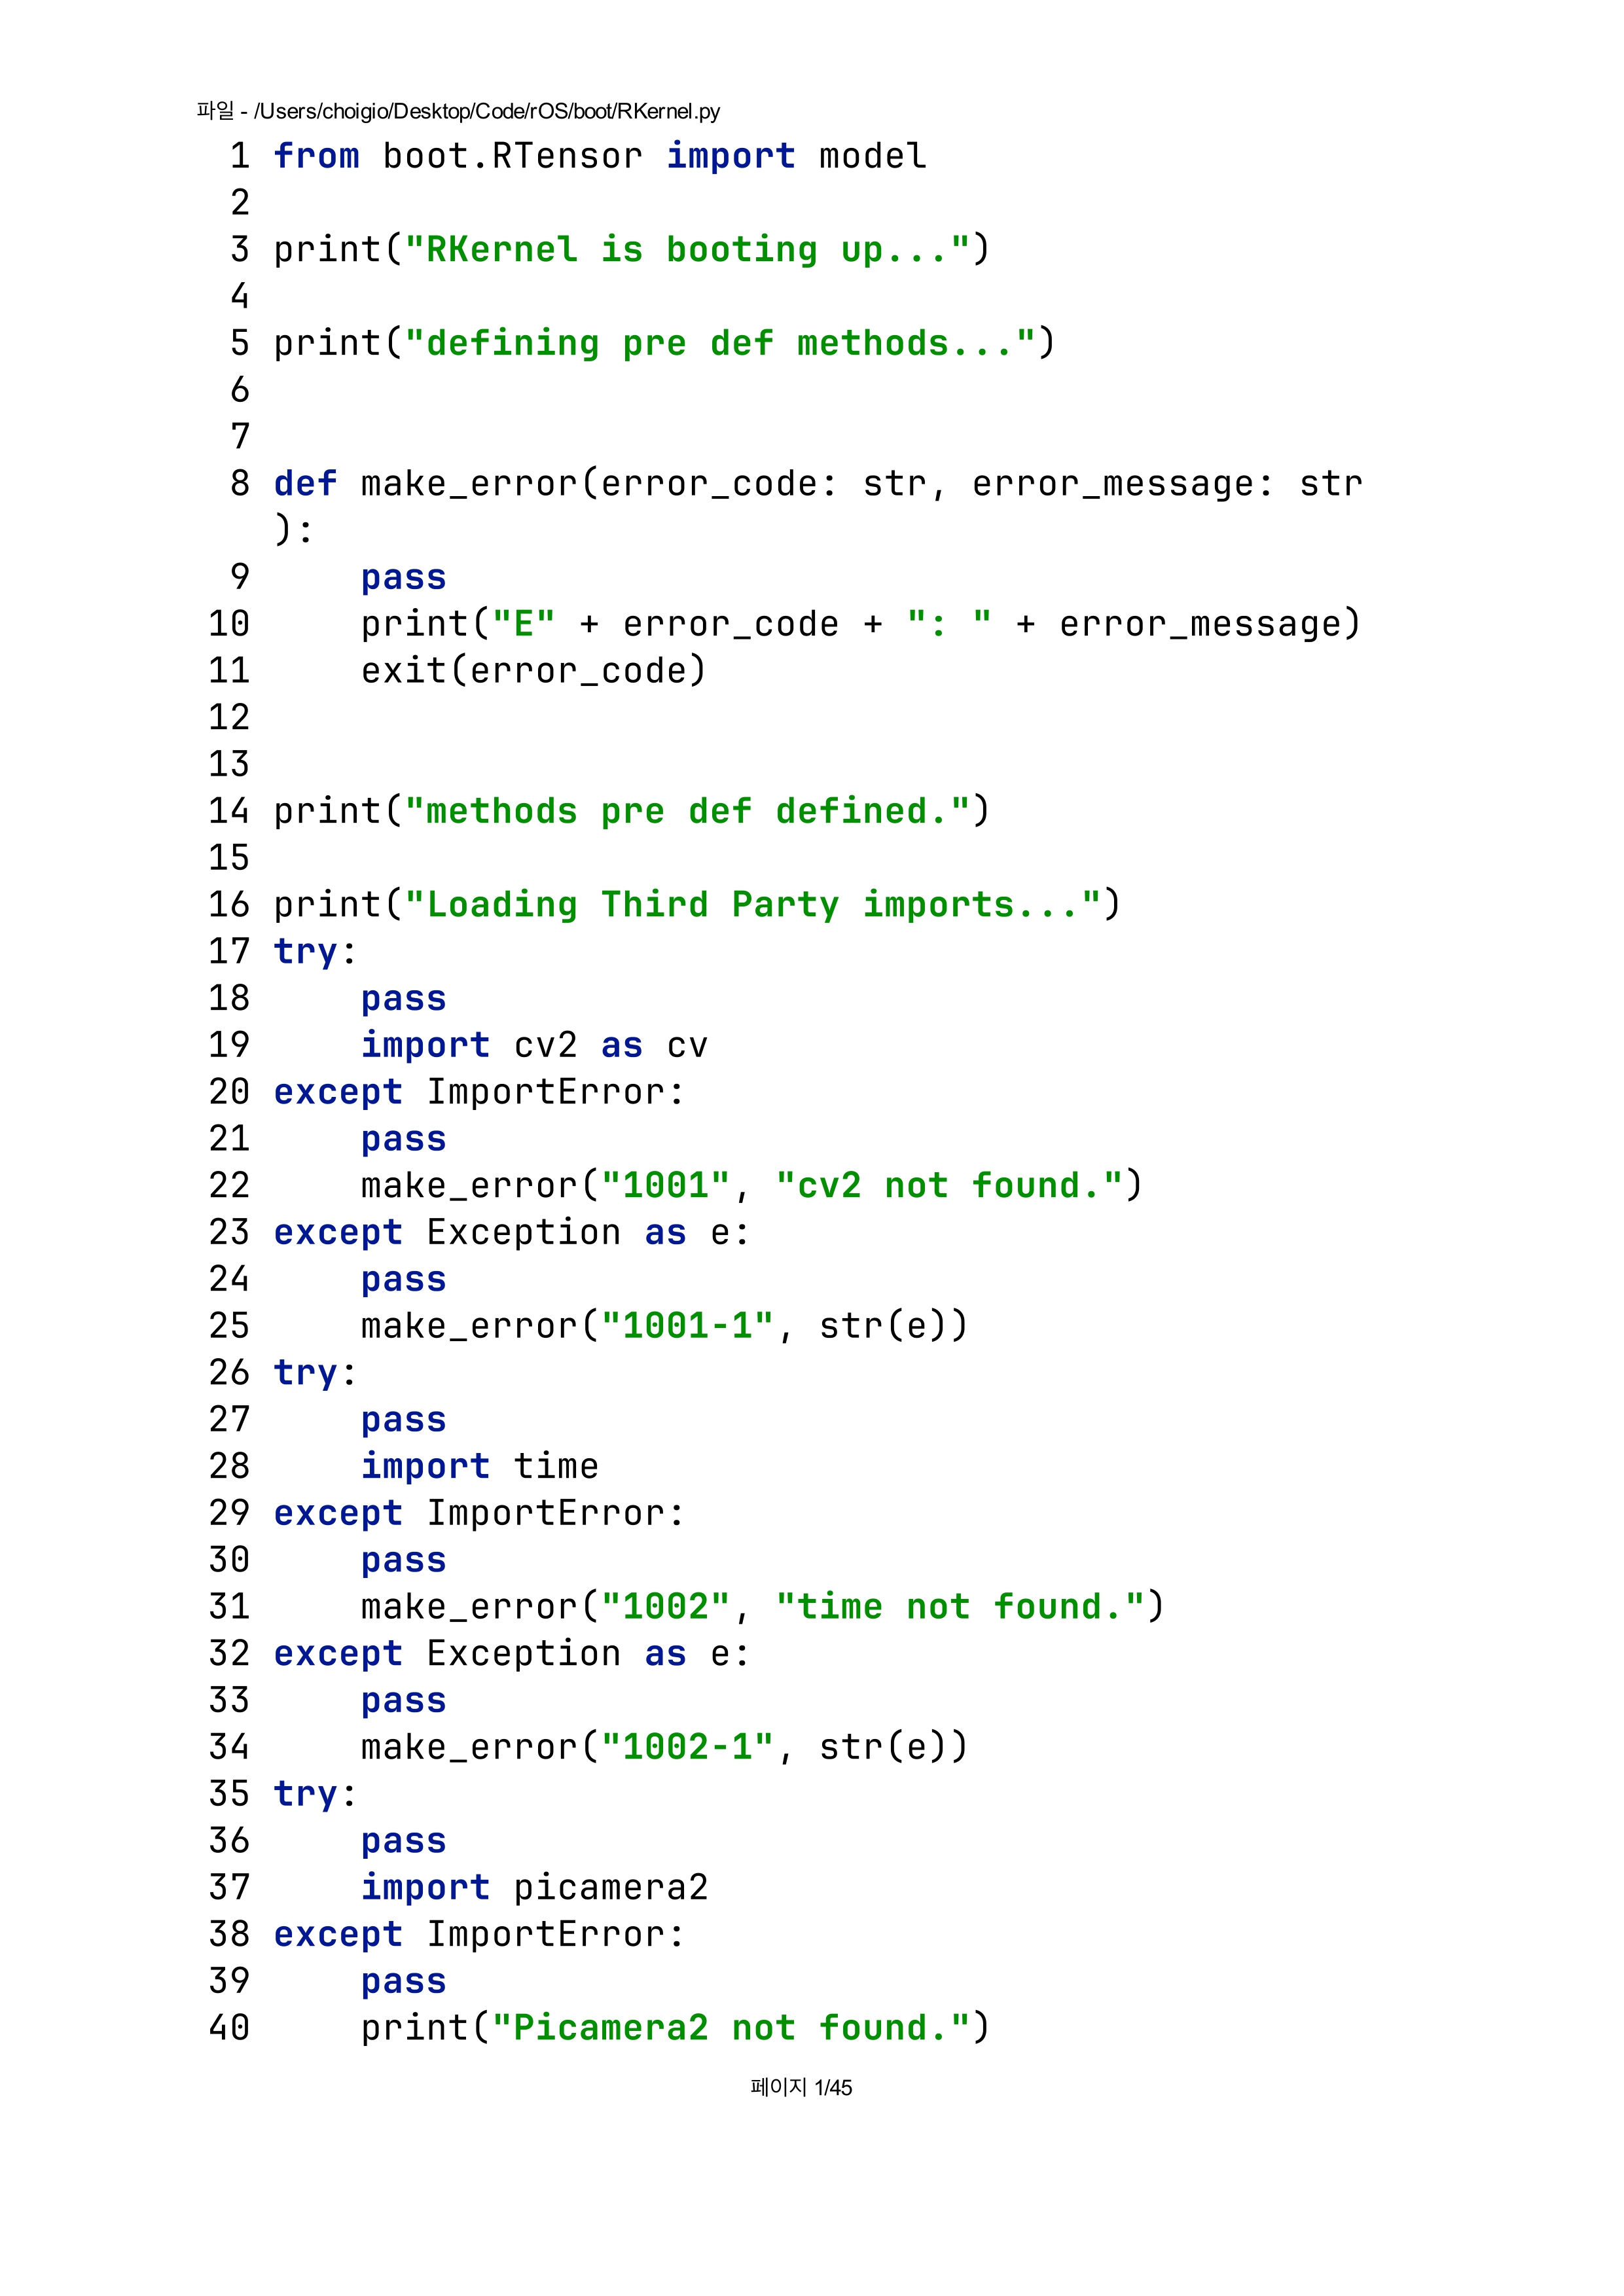 파일 - /Users/choigio/Desktop/Code/rOS/boot/RKernel.py
1 from boot.RTensor import model
2
3 print("RKernel is booting up...")
4
5 print("defining pre def methods...")
6
7
8 def make_error(error_code: str, error_message: str
):
9     pass
10     print("E" + error_code + ": " + error_message)
11     exit(error_code)
12
13
14 print("methods pre def defined.")
15
16 print("Loading Third Party imports...")
17 try:
18     pass
19     import cv2 as cv
20 except ImportError:
21     pass
22     make_error("1001", "cv2 not found.")
23 except Exception as e:
24     pass
25     make_error("1001-1", str(e))
26 try:
27     pass
28     import time
29 except ImportError:
30     pass
31     make_error("1002", "time not found.")
32 except Exception as e:
33     pass
34     make_error("1002-1", str(e))
35 try:
36     pass
37     import picamera2
38 except ImportError:
39     pass
40     print("Picamera2 not found.")
페이지 1/45